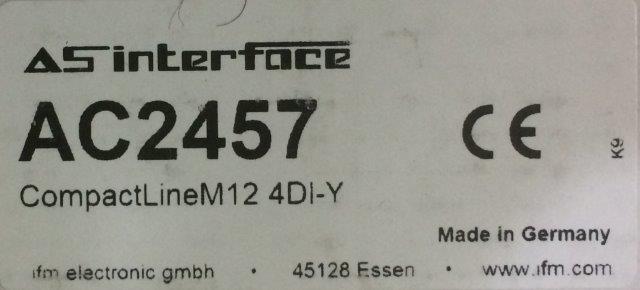 AS interface
AC2457 CE
K9
CompactLineM12 4DI-Y
Made in Germany
ifm electronic gmbh • 45128 Essen • www.ifm.com